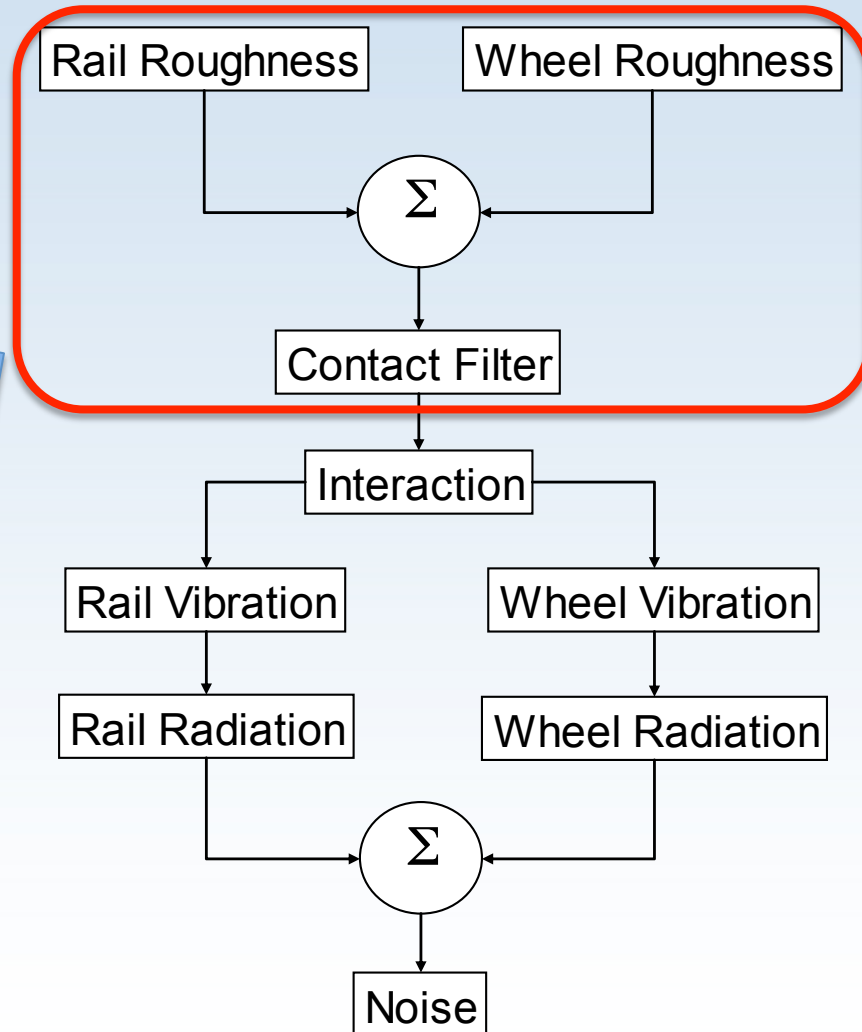 Rail Roughness
Wheel Roughness
Σ
Contact Filter
Interaction
Rail Vibration
Wheel Vibration
Rail Radiation
Wheel Radiation
Σ
Noise